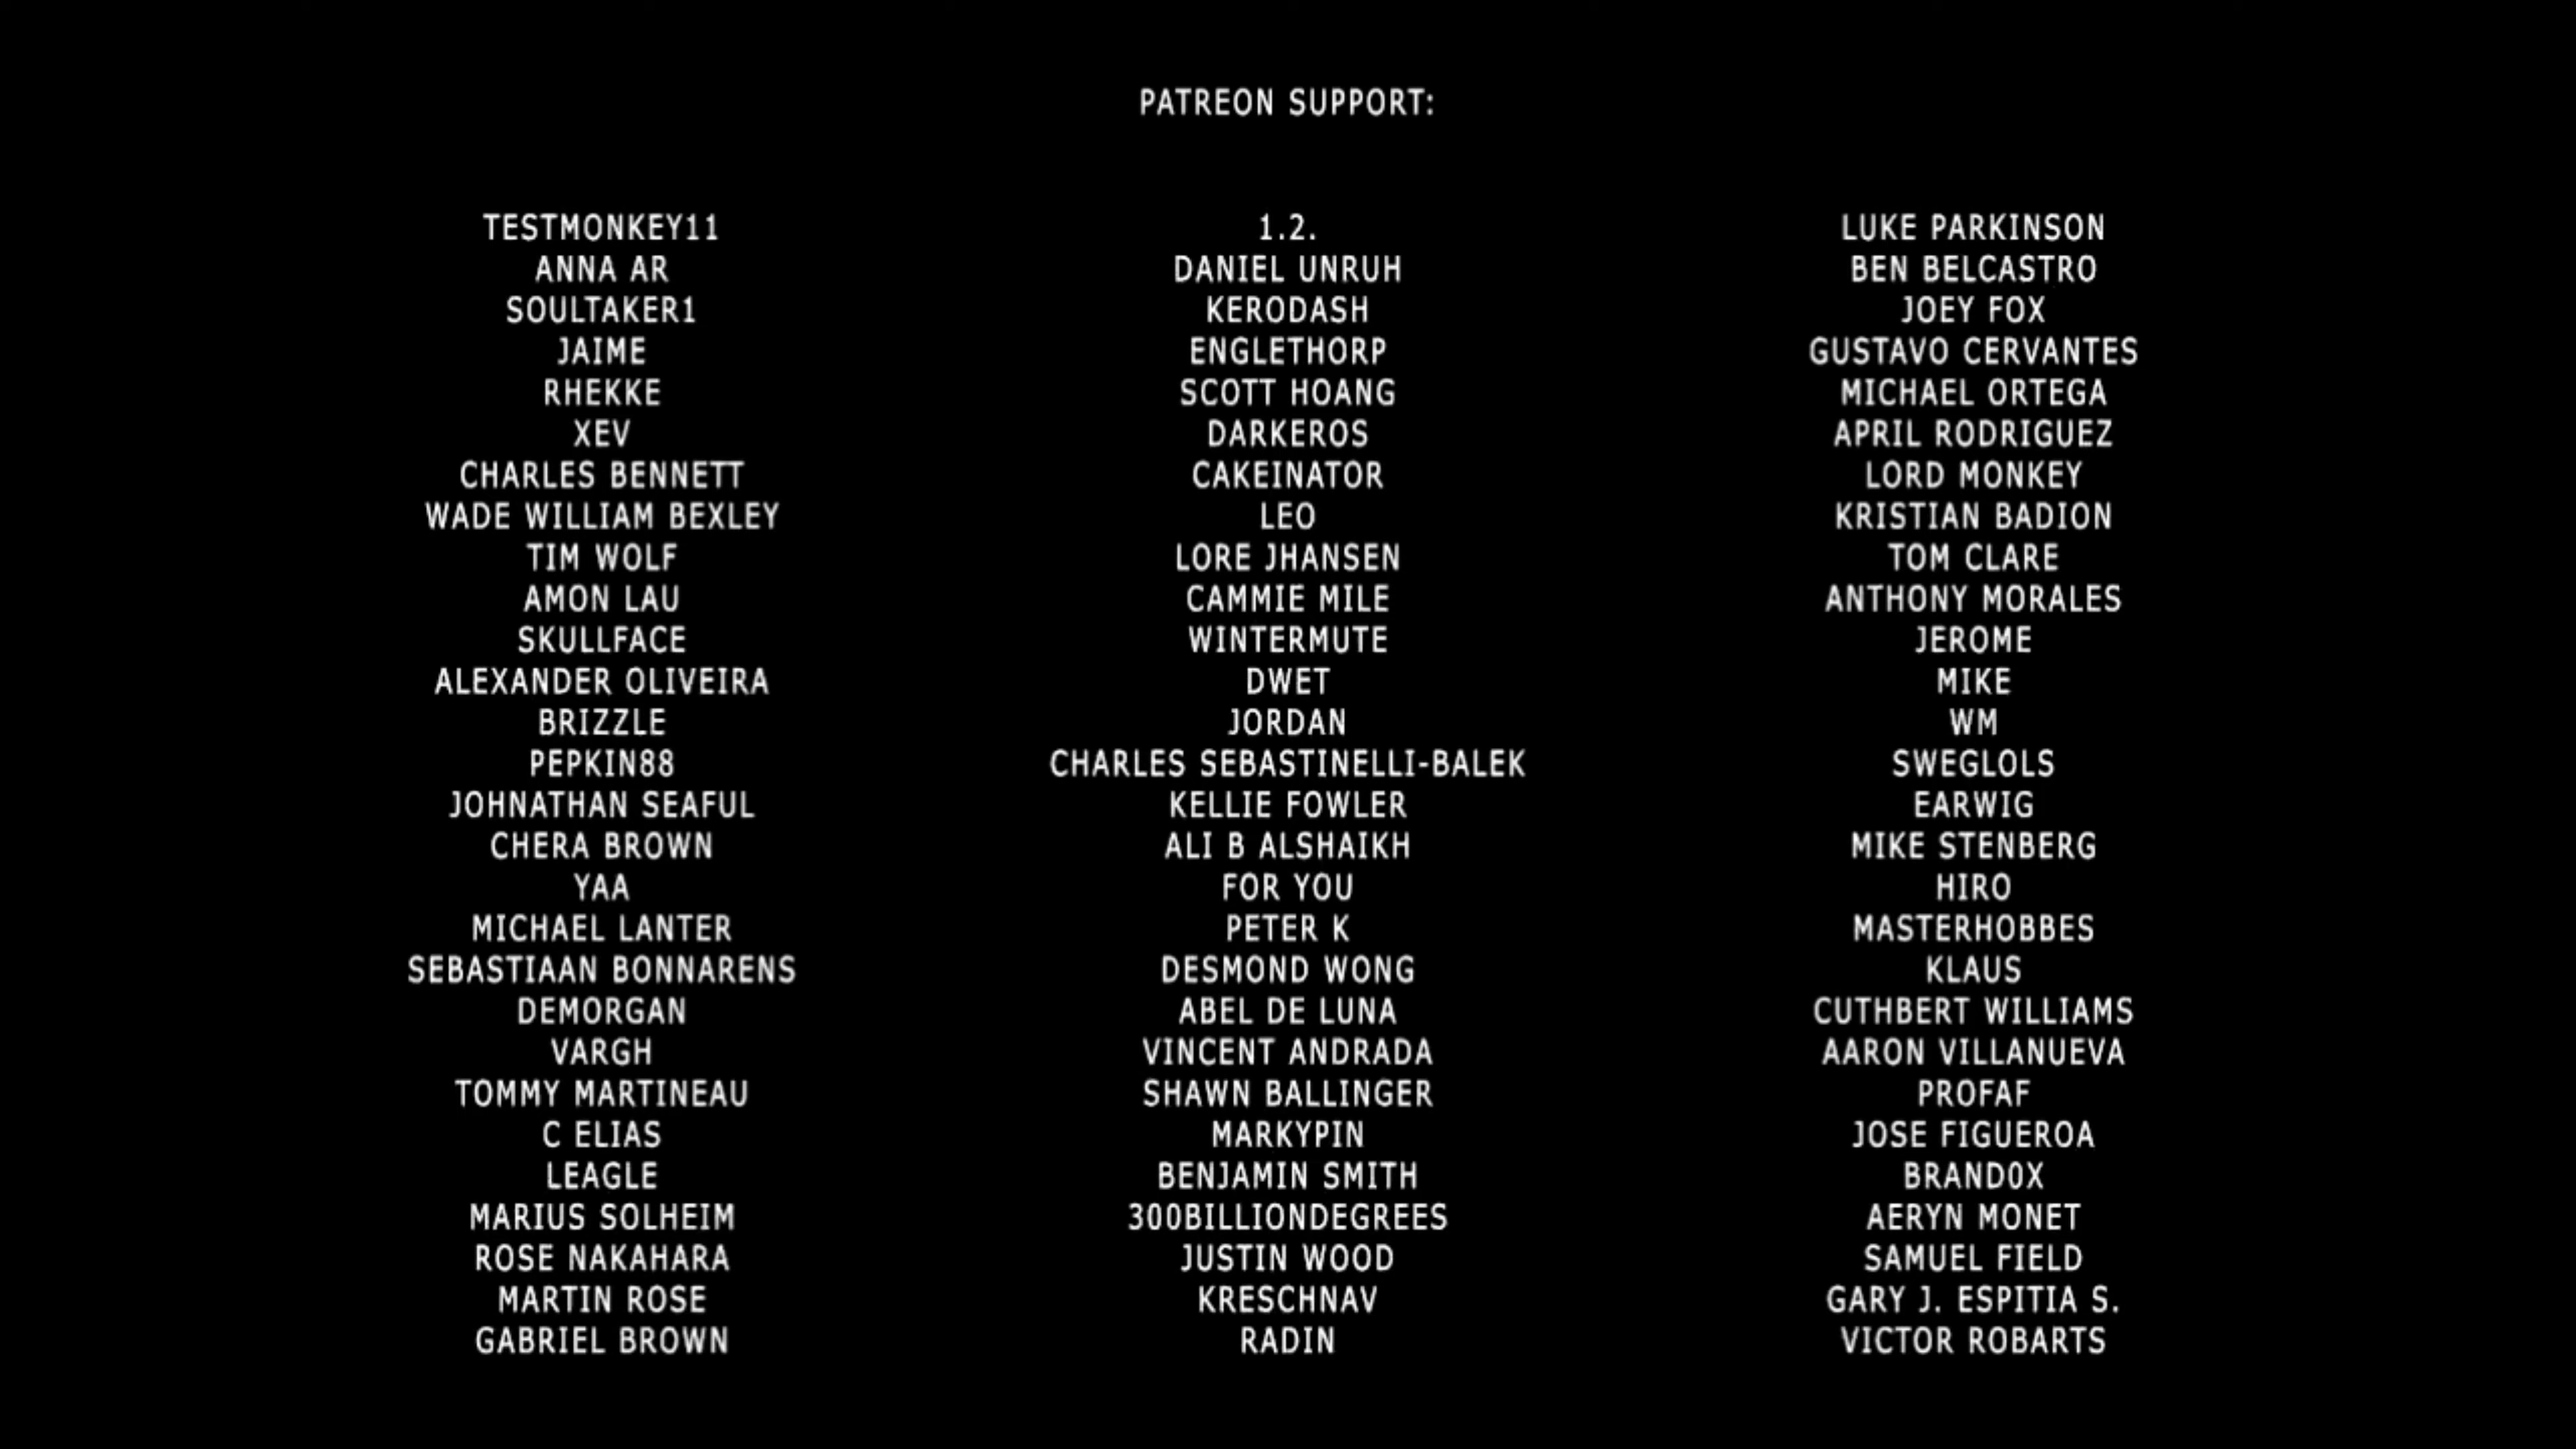 PATREON SUPPORT:
TESTMONKEY11
ANNA AR
SOULTAKER1
JAIME
RHEKKE
XEV
CHARLES BENNETT
WADE WILLIAM BEXLEY
TIM WOLF
AMON LAU
SKULLFACE
ALEXANDER OLIVEIRA
BRIZZLE
PEPKIN88
JOHNATHAN SEAFUL
CHERA BROWN
YAA
MICHAEL LANTER
SEBASTIAAN BONNARENS
DEMORGAN
VARGH
TOMMY MARTINEAU
C ELIAS
LEAGLE
MARIUS SOLHEIM
ROSE NAKAHARA
MARTIN ROSE
GABRIEL BROWN
1.2.
DANIEL UNRUH
KERODASH
ENGLETHORP
SCOTT HOANG
DARKEROS
CAKEINATOR
LEO
LORE JHANSEN
CAMMIE MILE
WINTERMUTE
DWET
JORDAN
CHARLES SEBASTINELLI-BALEK
KELLIE FOWLER
ALI B ALSHAIKH
FOR YOU
PETER K
DESMOND WONG
ABEL DE LUNA
VINCENT ANDRADA
SHAWN BALLINGER
MARKYPIN
BENJAMIN SMITH
300BILLIONDEGREES
JUSTIN WOOD
KRESCHNAV
RADIN
LUKE PARKINSON
BEN BELCASTRO
JOEY FOX
GUSTAVO CERVANTES
MICHAEL ORTEGA
APRIL RODRIGUEZ
LORD MONKEY
KRISTIAN BADION
TOM CLARE
ANTHONY MORALES
JEROME
MIKE
WM
SWEGLOLS
EARWIG
MIKE STENBERG
HIRO
MASTERHOBBES
KLAUS
CUTHBERT WILLIAMS
AARON VILLANUEVA
PROFAF
JOSE FIGUEROA
BRAND0X
AERYN MONET
SAMUEL FIELD
GARY J. ESPITIA S.
VICTOR ROBARTS